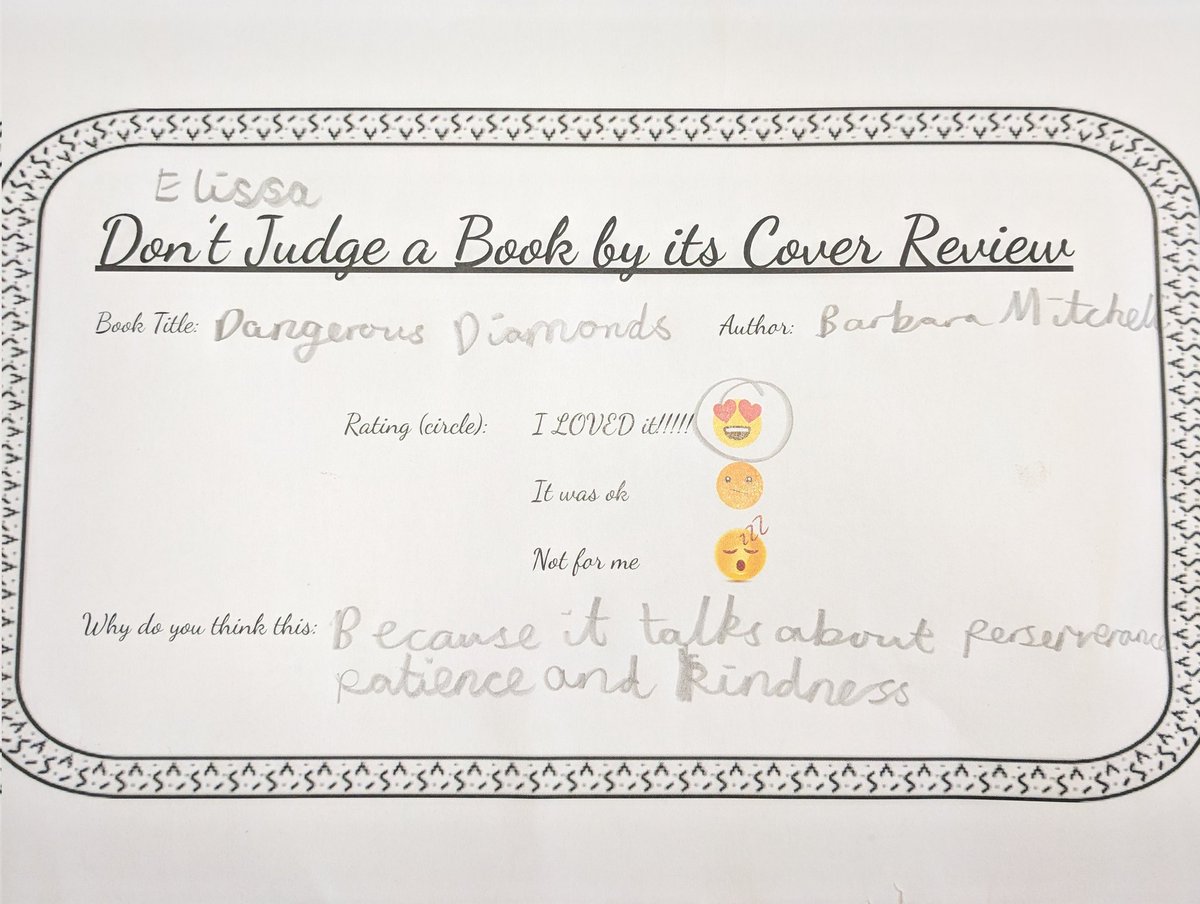 Elissa
Don't Judge a Book by its Cover Review
Book Title: Dangerous Diamonds Author: Barbara Mitchell
Rating (circle): I LOVED it!!!!!
It was ok
Not for me
Why do you think this: Because it talks about perserverance
patience and kindness